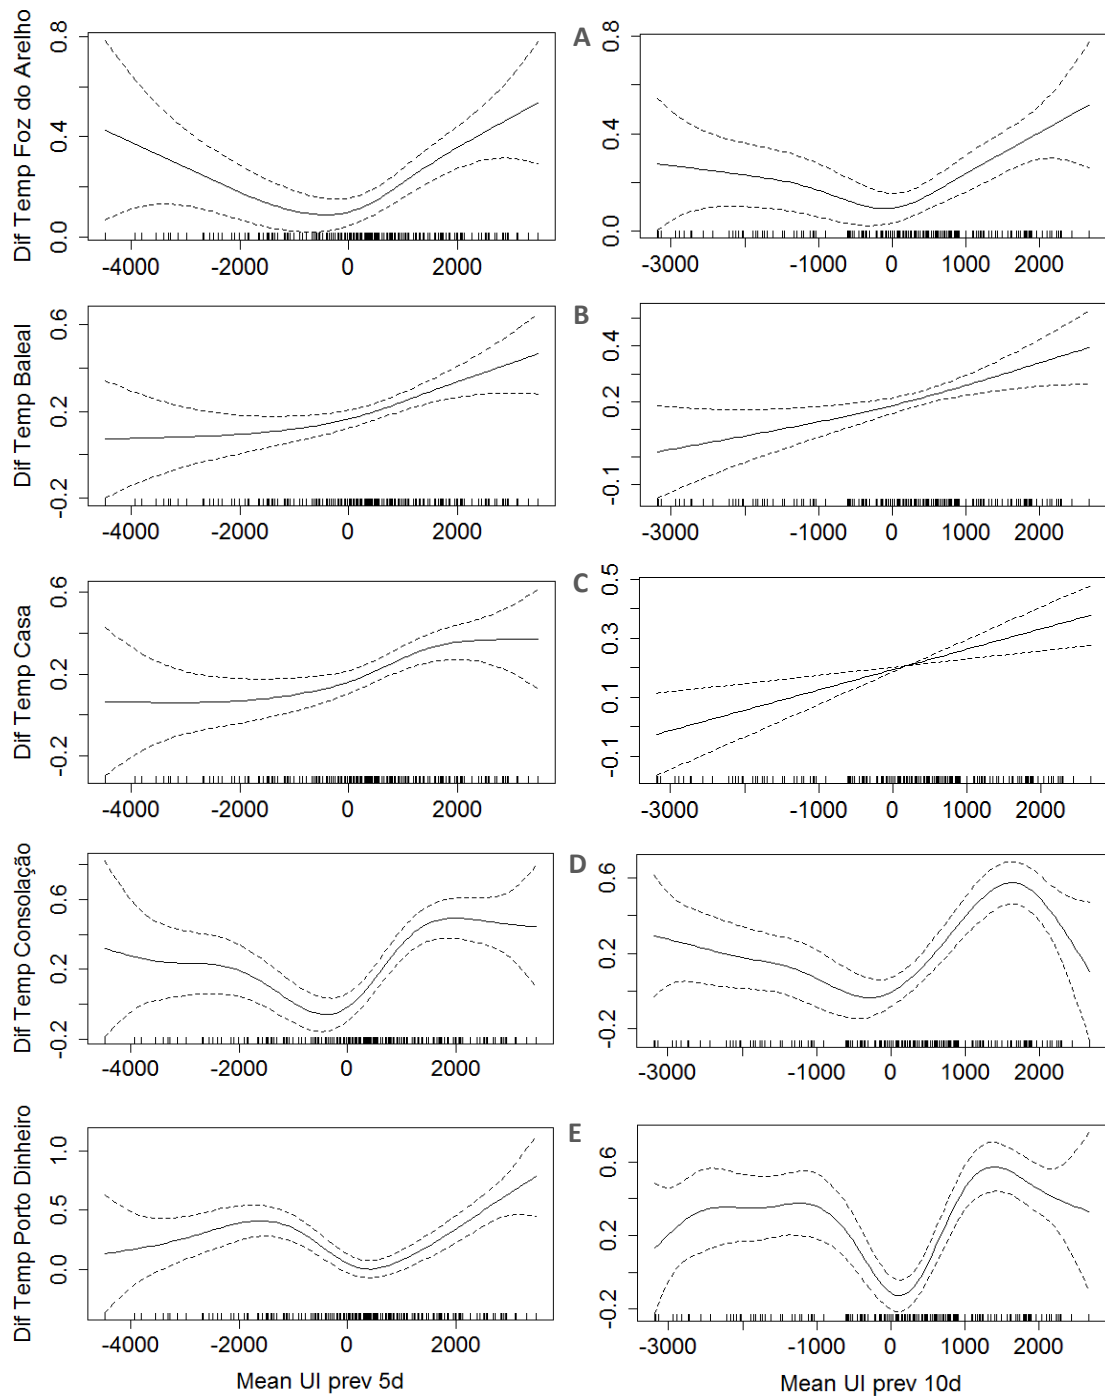 Dif Temp Foz do Arelho
0.8
0.4
0.0
-4000 -2000 0 2000
A
0.8
0.4
0.0
-3000 -1000 0 1000 2000
Dif Temp Baleal
0.6
0.2
-0.2
-4000 -2000 0 2000
B
0.4
0.2
-0.1
-3000 -1000 0 1000 2000
Dif Temp Casa
0.6
0.2
-0.2
-4000 -2000 0 2000
C
0.5
0.3
0.1
-0.1
-3000 -1000 0 1000 2000
Dif Temp Consolação
0.6
0.2
-0.2
-4000 -2000 0 2000
D
0.6
0.2
-0.2
-3000 -1000 0 1000 2000
Dif Temp Porto Dinheiro
1.0
0.5
0.0
-4000 -2000 0 2000
Mean UI prev 5d
E
0.6
0.2
-0.2
-3000 -1000 0 1000 2000
Mean UI prev 10d